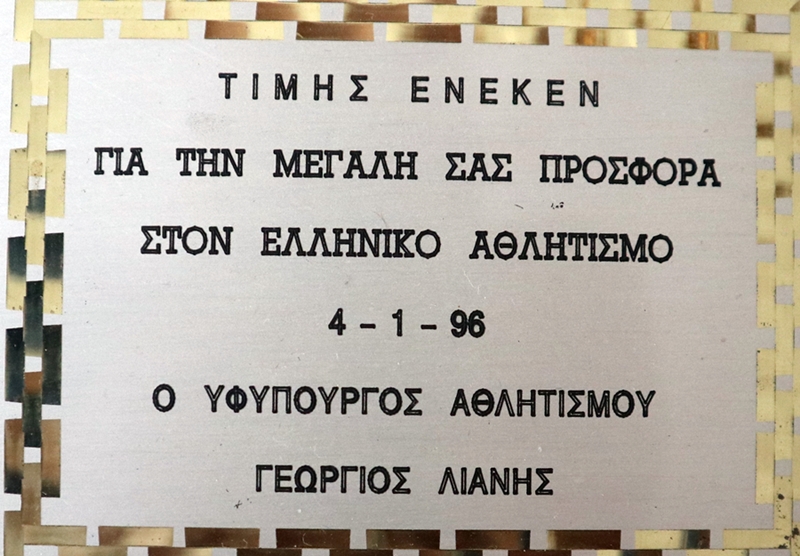 ΤΙΜΗΣ ΕΝΕΚΕΝ
ΓΙΑ ΤΗΝ ΜΕΓΑΛΗ ΣΑΣ ΠΡΟΣΦΟΡΑ
ΣΤΟΝ ΕΛΛΗΝΙΚΟ ΑΘΛΗΤΙΣΜΟ
4 - 1 - 96
Ο ΥΦΥΠΟΥΡΓΟΣ ΑΘΛΗΤΙΣΜΟΥ
ΓΕΩΡΓΙΟΣ ΛΙΑΝΗΣ